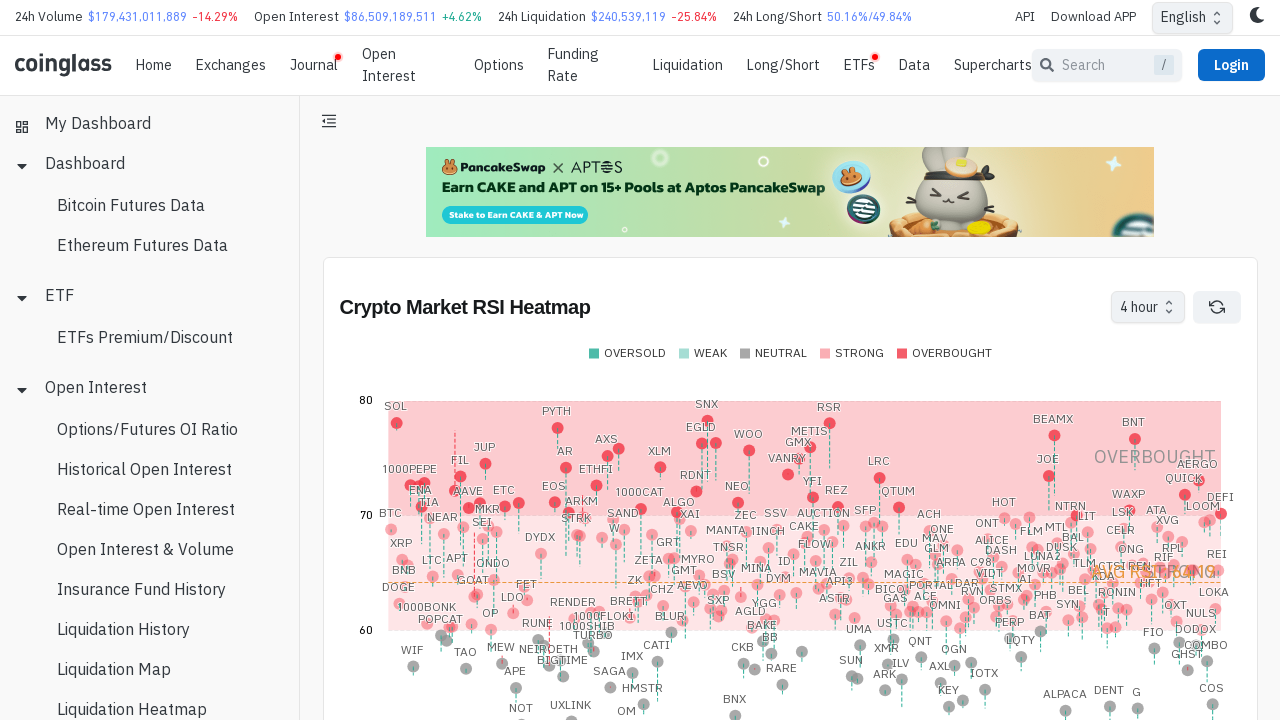 24h Volume $179,431,011,889 -14.29% Open Interest $86,509,189,511 +4.62% 24h Liquidation $240,539,119 -25.84% 24h Long/Short 50.16%/49.84% API Download APP English
coinglass Home Exchanges Journal Open Interest Options Funding Rate Liquidation Long/Short ETFs Data Supercharts Search / Login
My Dashboard
Dashboard
Bitcoin Futures Data
Ethereum Futures Data
ETF
ETFs Premium/Discount
Open Interest
Options/Futures OI Ratio
Historical Open Interest
Real-time Open Interest
Open Interest & Volume
Insurance Fund History
Liquidation History
Liquidation Map
Liquidation Heatmap
PancakeSwap X APTOS
Earn CAKE and APT on 15+ Pools at Aptos PancakeSwap
Stake to Earn CAKE & APT Now
Crypto Market RSI Heatmap
4 hour
OVERSOLD WEAK NEUTRAL STRONG OVERBOUGHT
80
SOL PYTH SNX RSR BEAMX BNT
EGLD METIS
AXS WOO GMX
JUP AR XLM OVERBOUGHT
FIL VANRY LRC JOE AERGO
1000PEPE ETHFI RDNT YFI QUICK
ENA AAVE ETC EOS 1000CAT NEO REZ QTUM WAXP DEFI
TIA MKR ARKM ALGO HOT NTRN LOOM
70
BTC NEAR SEI STRK SAND XAI ZEC SSV AUCTION SFP ACH ONT LIT LSK ATA XVG
W MANTA 1INCH CAKE ONE FLM MTL CELR
XRP DYDX GRT TNSR FLOW ANKR EDU MAV GLM ALICE DASH DUSK BAL ONG RPL REI
BNB LTC APT ONDO ZETA MYRO MINA ID ZIL ARPA C98 LUNA2 TLM CTSI REN RIF STRONG
DOGE GOAT FET ZK GMT BSV DYM MAVIA API3 MAGIC VIDT MOVR AI KDA HFT
CHZ AEVO BICO PORTAL DAR RVN STMX BEL RONIN LOKA
1000BONK LDO RENDER BRETT SXP YGG ASTR GAS ACE OMNI ORBS PHB SYN OXT
POPCAT OP 1000FLOKI BLUR AGLD BAT NULS
60
RUNE 1000SHIB BAKE UMA USTC PERP FIO DODOX
WIF TAO MEW NEIROETH TURBO CATI CKB BB XMR QNT OGN LQTY COMBO
BIGTIME IMX SUN GHST
APE SAGA RARE ARK ILV AXL IOTX
NOT UXLINK HMSTR BNX KEY ALPACA DENT G COS
OM